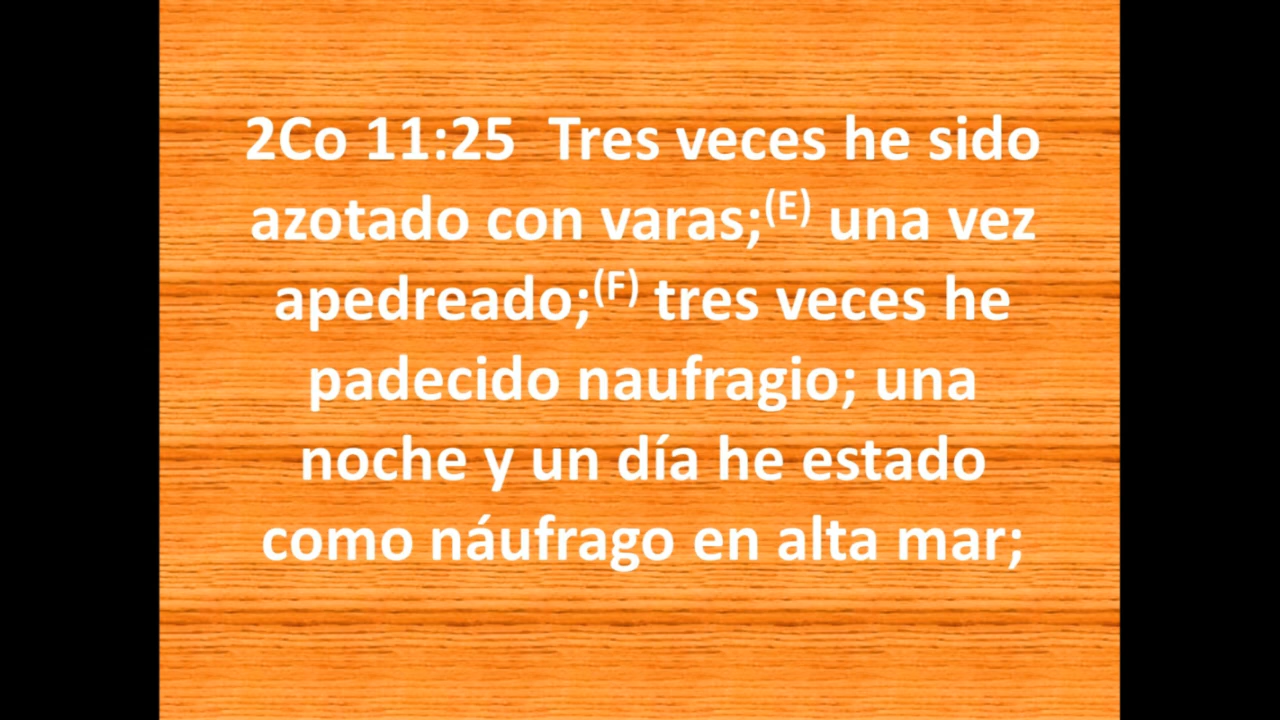 2Co 11:25  Tres veces he sido
azotado con varas;(E) una vez
apedreado;(F) tres veces he
padecido naufragio; una
noche y un día he estado
como náufrago en alta mar;